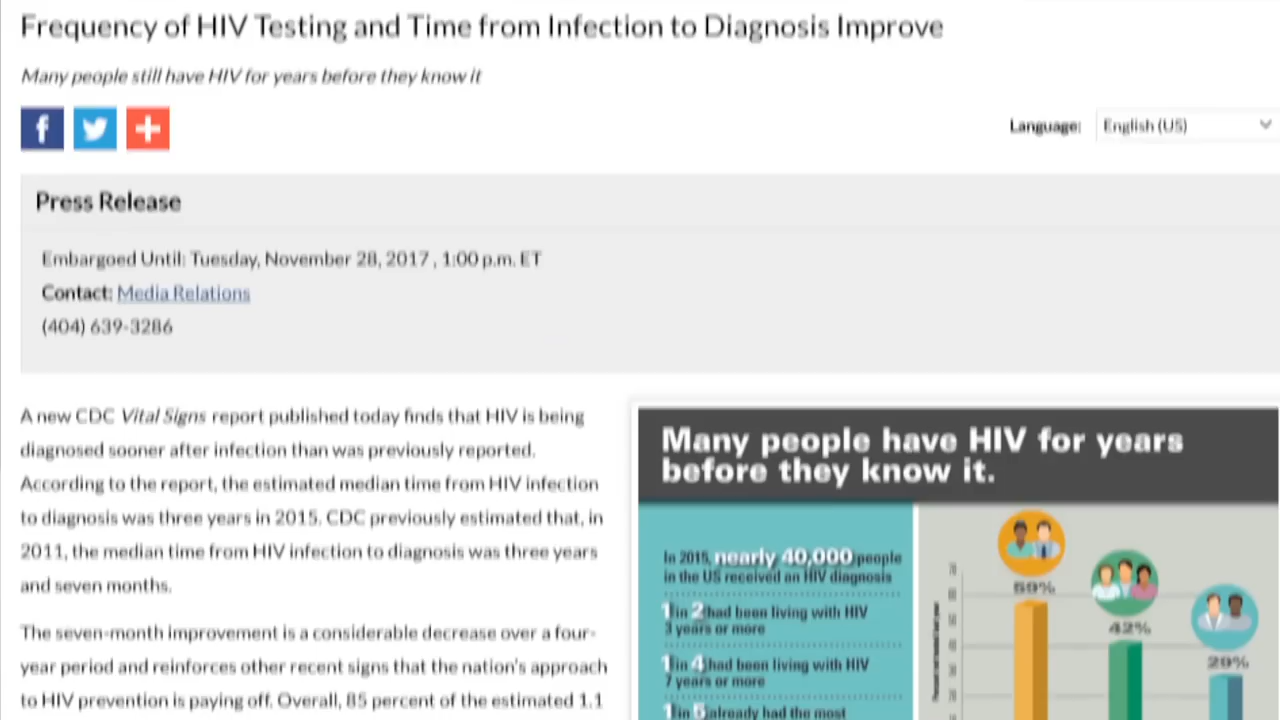 Frequency of HIV Testing and Time from Infection to Diagnosis Improve
Many people still have HIV for years before they know it
Language: English (US)
Press Release
Embargoed Until: Tuesday, November 28, 2017 , 1:00 p.m. ET
Contact: Media Relations
(404) 639-3286
A new CDC Vital Signs report published today finds that HIV is being
diagnosed sooner after infection than was previously reported.
According to the report, the estimated median time from HIV infection
to diagnosis was three years in 2015. CDC previously estimated that, in
2011, the median time from HIV infection to diagnosis was three years
and seven months.
The seven-month improvement is a considerable decrease over a four-
year period and reinforces other recent signs that the nation's approach
to HIV prevention is paying off. Overall, 85 percent of the estimated 1.1
Many people have HIV for years
before they know it.
In 2015, nearly 40,000 people
in the US received an HIV diagnosis
1 in 2 had been living with HIV
3 years or more
1 in 4 had been living with HIV
7 years or more
1 in 5 already had the most
70
60
50
40
30
20
59%
42%
29%